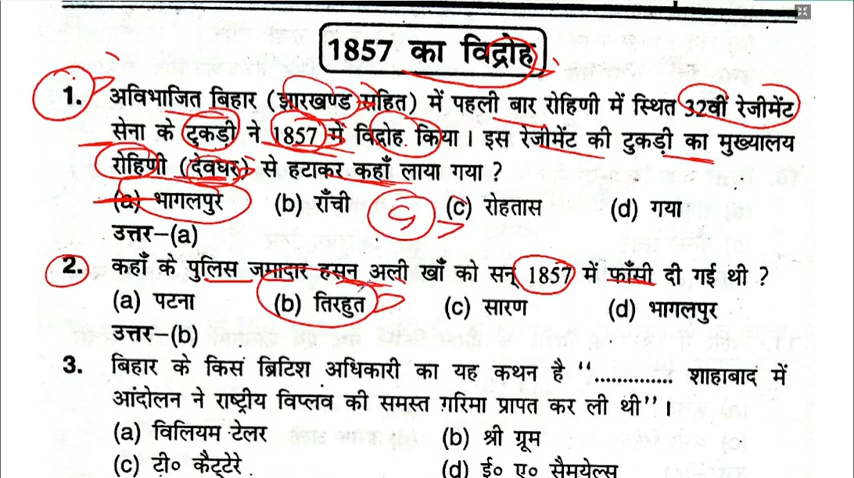 1857 का विद्रोह
1. अविभाजित बिहार (झारखण्ड सहित) में पहली बार रोहिणी में स्थित 32वीं रेजीमेंट
सेना के टुकड़ी ने 1857 में विद्रोह किया। इस रेजीमेंट की टुकड़ी का मुख्यालय
रोहिणी (देवघर) से हटाकर कहाँ लाया गया ?
(a) भागलपुर (b) राँची (c) रोहतास (d) गया
उत्तर–(a)
2. कहाँ के पुलिस जमादार हसन अली खाँ को सन् 1857 में फाँसी दी गई थी ?
(a) पटना (b) तिरहुत (c) सारण (d) भागलपुर
उत्तर–(b)
3. बिहार के किस ब्रिटिश अधिकारी का यह कथन है ‘‘.............. शाहाबाद में
आंदोलन ने राष्ट्रीय विप्लव की समस्त गरिमा प्रापत कर ली थी’’।
(a) विलियम टेलर (b) श्री ग्रूम
(c) टी० कैट्टेरे (d) ई० ए० सैमयेल्स